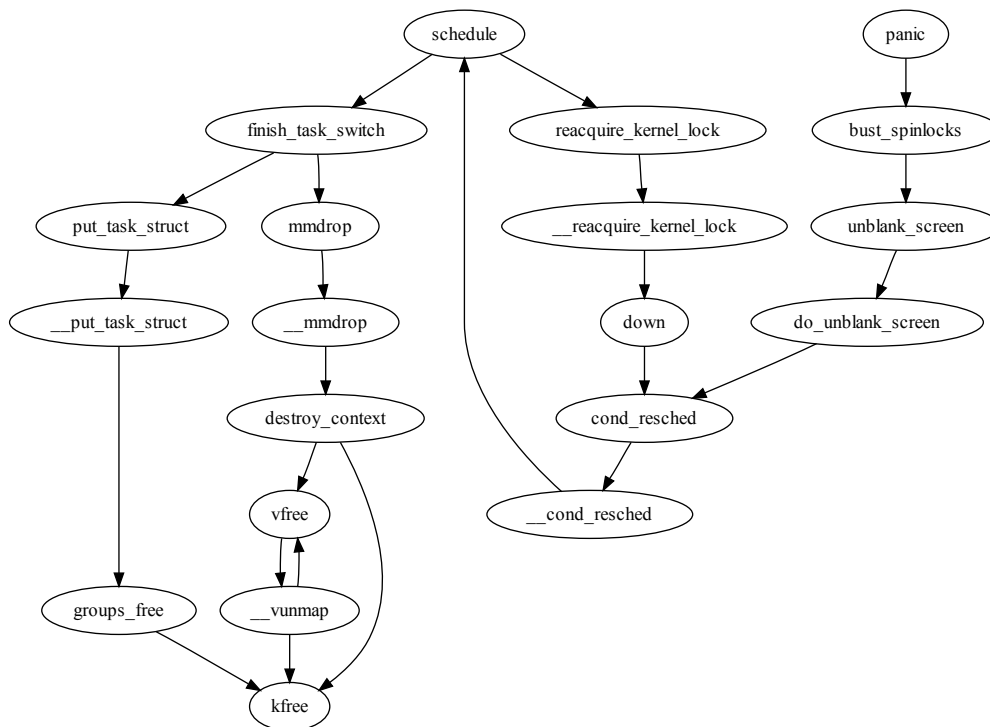 schedule
panic
finish_task_switch
reacquire_kernel_lock
bust_spinlocks
put_task_struct
mmdrop
__reacquire_kernel_lock
unblank_screen
__put_task_struct
__mmdrop
down
do_unblank_screen
destroy_context
cond_resched
vfree
__cond_resched
groups_free
__vunmap
kfree